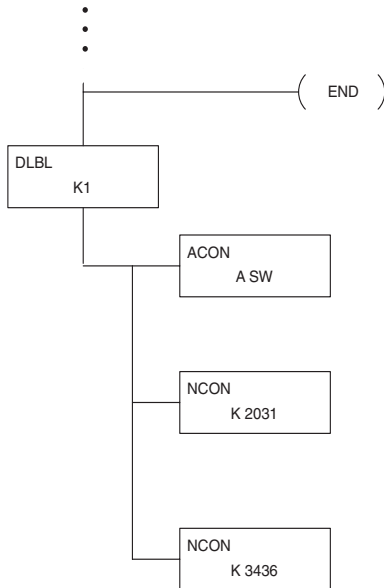 END
DLBL
K1
ACON
A SW
NCON
K 2031
NCON
K 3436